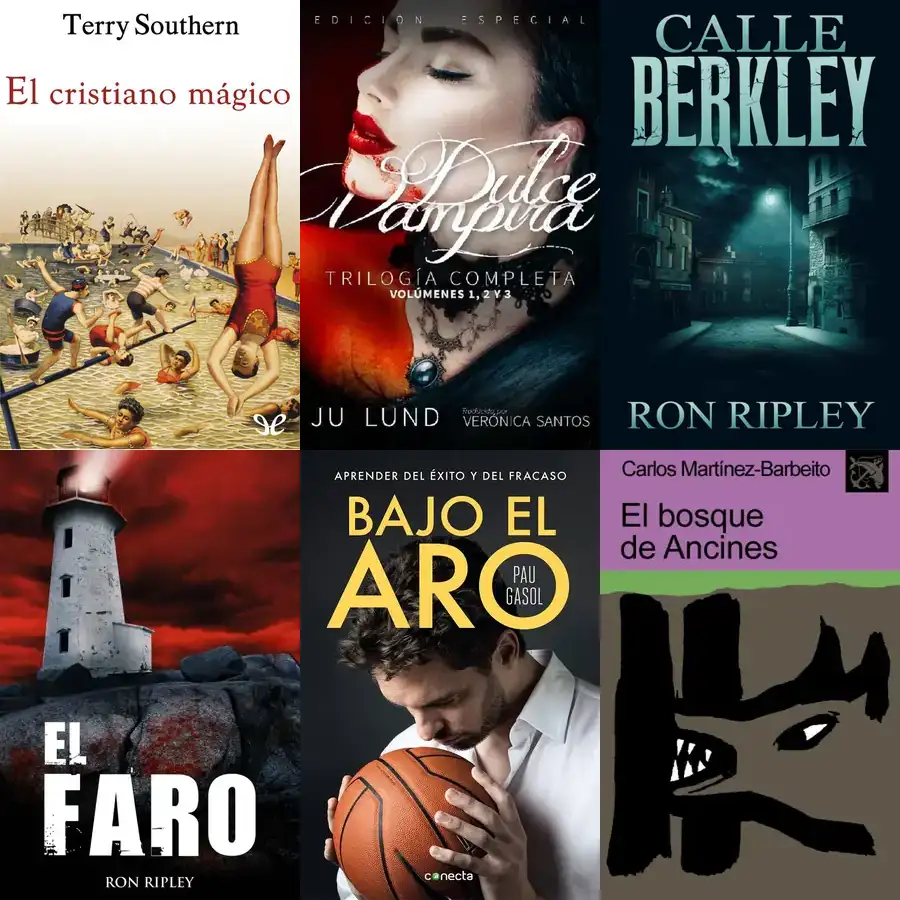 Terry Southern
El cristiano mágico
EDICIÓN ESPECIAL
Dulce
Vampira
TRILOGÍA COMPLETA
VOLÚMENES 1, 2 Y 3
JU LUND
Traducido por
VERÓNICA SANTOS
CALLE
BERKLEY
RON RIPLEY
EL
FARO
RON RIPLEY
APRENDER DEL ÉXITO Y DEL FRACASO
BAJO EL
ARO
PAU
GASOL
conecta
Carlos Martínez-Barbeito
El bosque
de Ancines